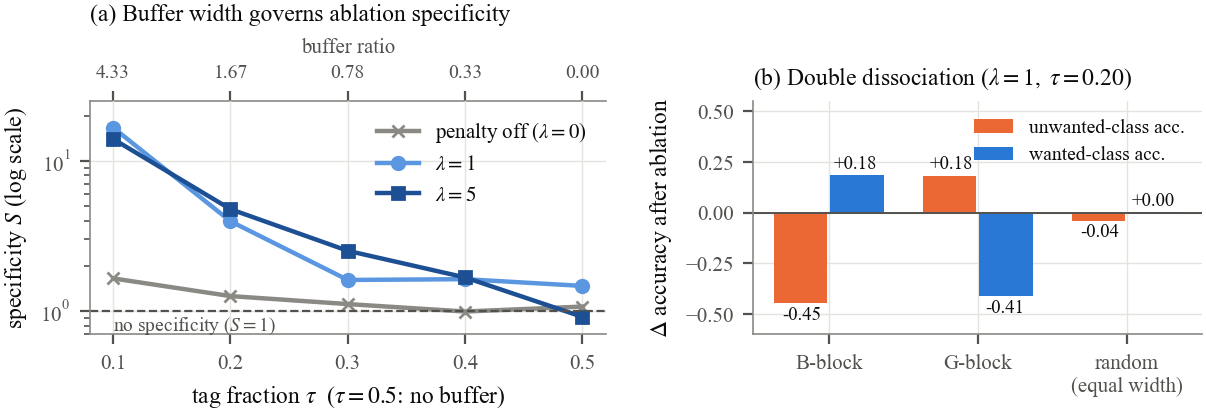 (a) Buffer width governs ablation specificity
buffer ratio
4.33 1.67 0.78 0.33 0.00
specificity S (log scale)
10¹
10⁰
penalty off (λ = 0)
λ = 1
λ = 5
no specificity (S = 1)
0.1 0.2 0.3 0.4 0.5
tag fraction τ (τ = 0.5: no buffer)
(b) Double dissociation (λ = 1, τ = 0.20)
Δ accuracy after ablation
0.50
0.25
0.00
−0.25
−0.50
unwanted-class acc.
wanted-class acc.
+0.18 +0.18
+0.00
-0.04
-0.45 -0.41
B-block G-block random
(equal width)